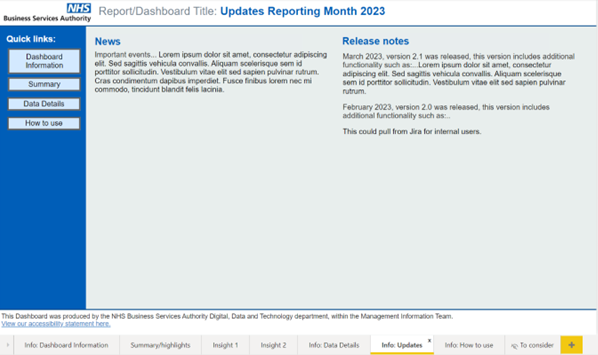 NHS
Business Services Authority
Report/Dashboard Title: Updates Reporting Month 2023
Quick links:
Dashboard
Information
Summary
Data Details
How to use
News
Important events... Lorem ipsum dolor sit amet, consectetur adipiscing
elit. Sed sagittis vehicula convallis. Aliquam scelerisque sem id
porttitor sollicitudin. Vestibulum vitae elit sed sapien pulvinar rutrum.
Cras condimentum dapibus imperdiet. Fusce finibus lorem nec mi
commodo, tincidunt blandit felis lacinia.
Release notes
March 2023, version 2.1 was released, this version includes additional
functionality such as:...Lorem ipsum dolor sit amet, consectetur
adipiscing elit. Sed sagittis vehicula convallis. Aliquam scelerisque
sem id porttitor sollicitudin. Vestibulum vitae elit sed sapien pulvinar
rutrum.
February 2023, version 2.0 was released, this version includes
additional functionality such as:..
This could pull from Jira for internal users.
This Dashboard was produced by the NHS Business Services Authority Digital, Data and Technology department, within the Management Information Team.
View our accessibility statement here.
Info: Dashboard Information
Summary/highlights
Insight 1
Insight 2
Info: Data Details
Info: Updates
x
Info: How to use
To consider
+